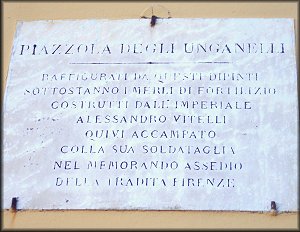 PIAZZOLA DEGLI UNGANELLI
RAFFIGURATI DA QUESTI DIPINTI
SOTTOSTANNO I MERLI DI FORTILIZIO
COSTRUTTI DALL'IMPERIALE
ALESSANDRO VITELLI
QUIVI ACCAMPATO
COLLA SUA SOLDATAGLIA
NEL MEMORANDO ASSEDIO
DELLA TRADITA FIRENZE